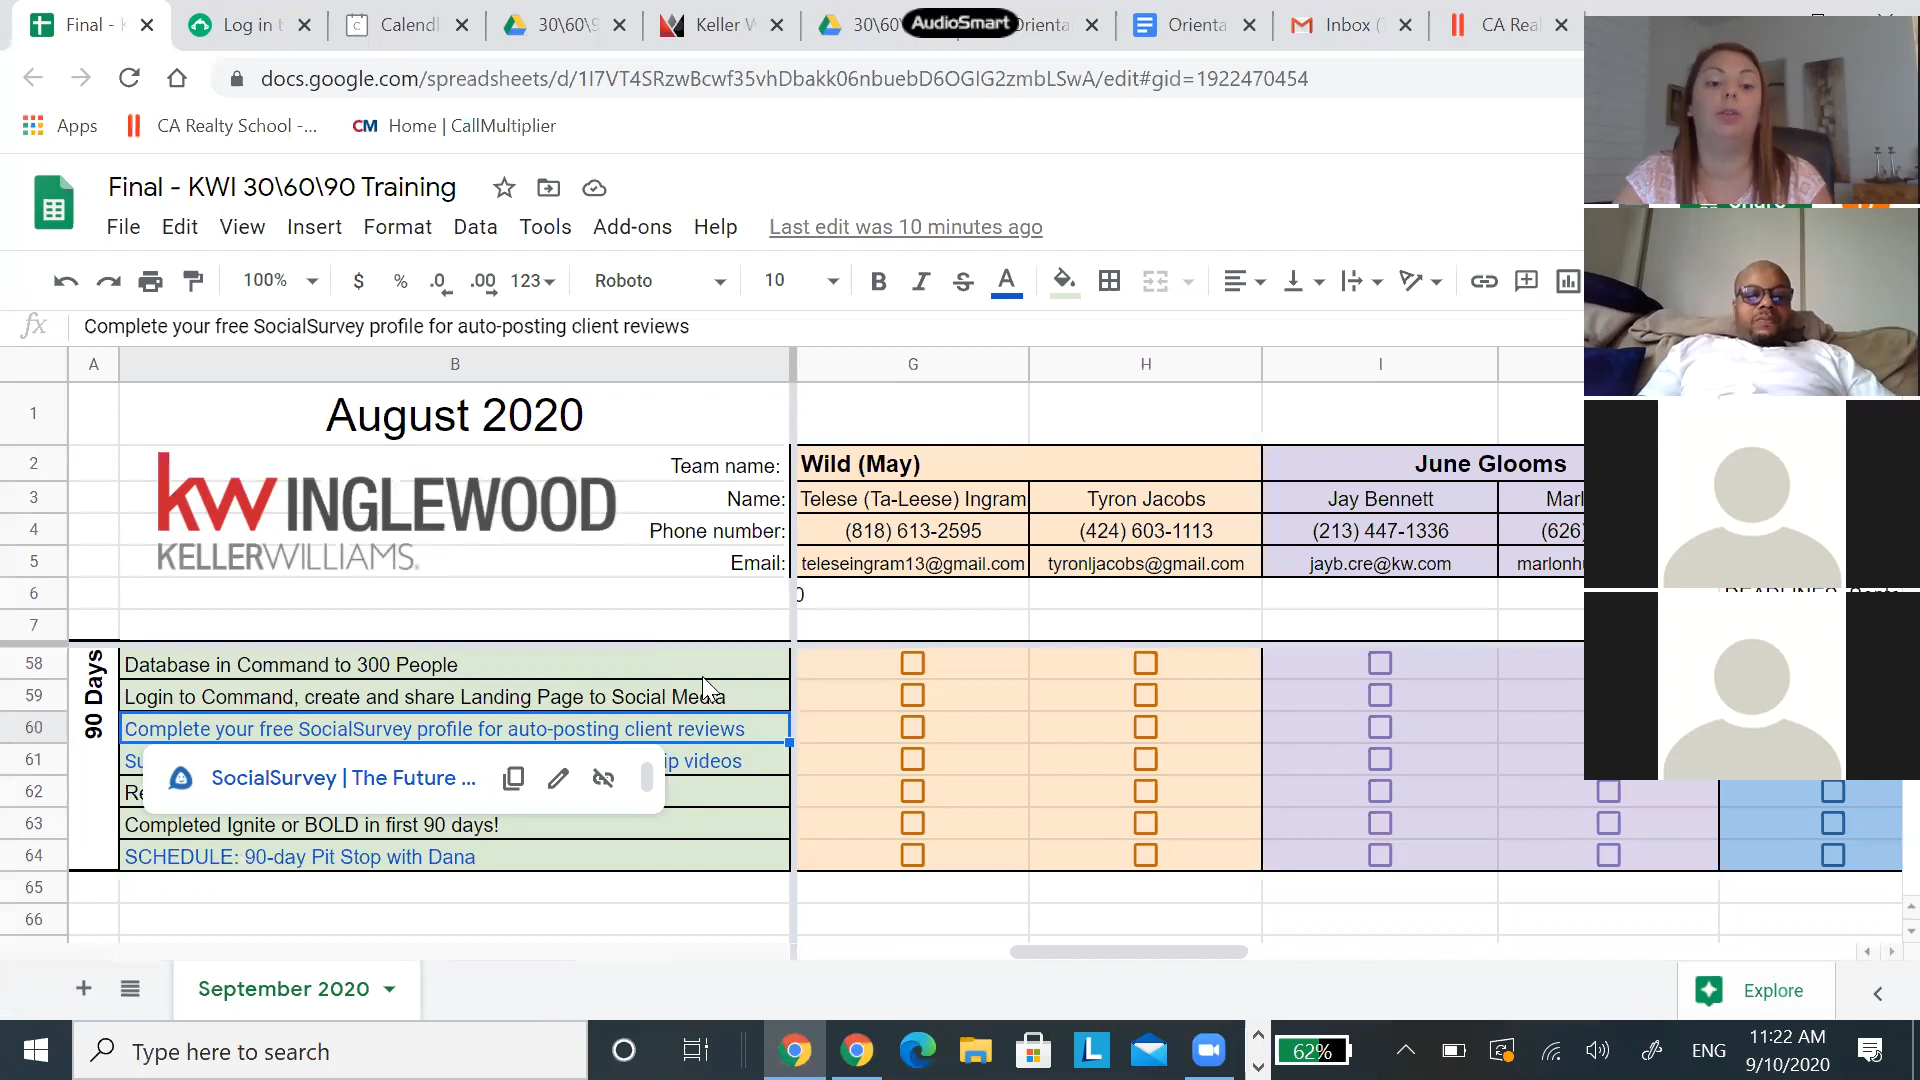 Final - K
Log in t
Calend
30\60\9
Keller W
30\60
AudioSmart
Orienta
Orienta
Inbox (
CA Rea
docs.google.com/spreadsheets/d/1I7VT4SRzwBcwf35vhDbakk06nbuebD6OGIG2zmbLSwA/edit#gid=1922470454
Apps
CA Realty School -...
CM Home | CallMultiplier
Final - KWI 30\60\90 Training
File Edit View Insert Format Data Tools Add-ons Help Last edit was 10 minutes ago
100% $ % .0 .00 123 Roboto 10 B I S A
fx Complete your free SocialSurvey profile for auto-posting client reviews
A B G H I
1 August 2020
2 Team name: Wild (May) June Glooms
kw INGLEWOOD
KELLERWILLIAMS.
3 Name: Telese (Ta-Leese) Ingram Tyron Jacobs Jay Bennett Marl
4 Phone number: (818) 613-2595 (424) 603-1113 (213) 447-1336 (626)
5 Email: teleseingram13@gmail.com tyronljacobs@gmail.com jayb.cre@kw.com marlonh
6 0
7
90 Days
58 Database in Command to 300 People
59 Login to Command, create and share Landing Page to Social Media
60 Complete your free SocialSurvey profile for auto-posting client reviews
61 Su ip videos
SocialSurvey | The Future ...
62 Re
63 Completed Ignite or BOLD in first 90 days!
64 SCHEDULE: 90-day Pit Stop with Dana
65
66
September 2020
Explore
Type here to search
L
62%
ENG
11:22 AM
9/10/2020